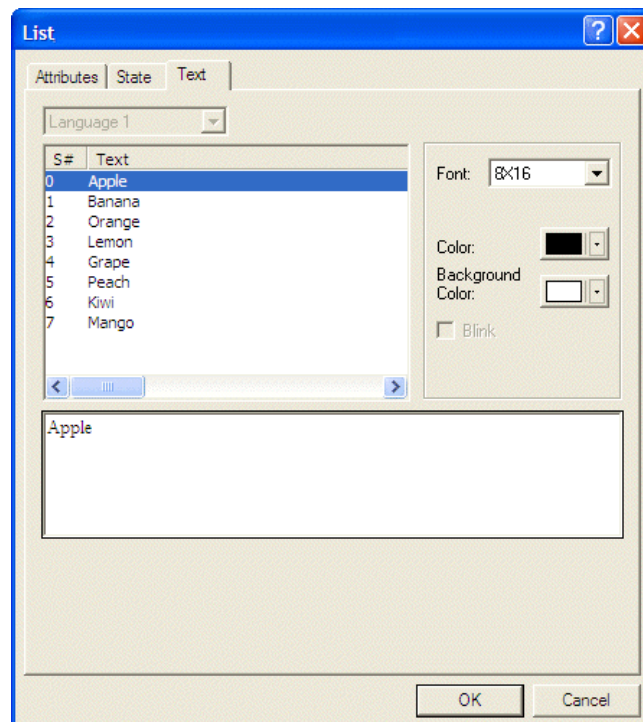 List
Attributes State Text
Language 1
S# Text
0 Apple
1 Banana
2 Orange
3 Lemon
4 Grape
5 Peach
6 Kiwi
7 Mango
Font: 8X16
Color:
Background
Color:
Blink
Apple
OK Cancel